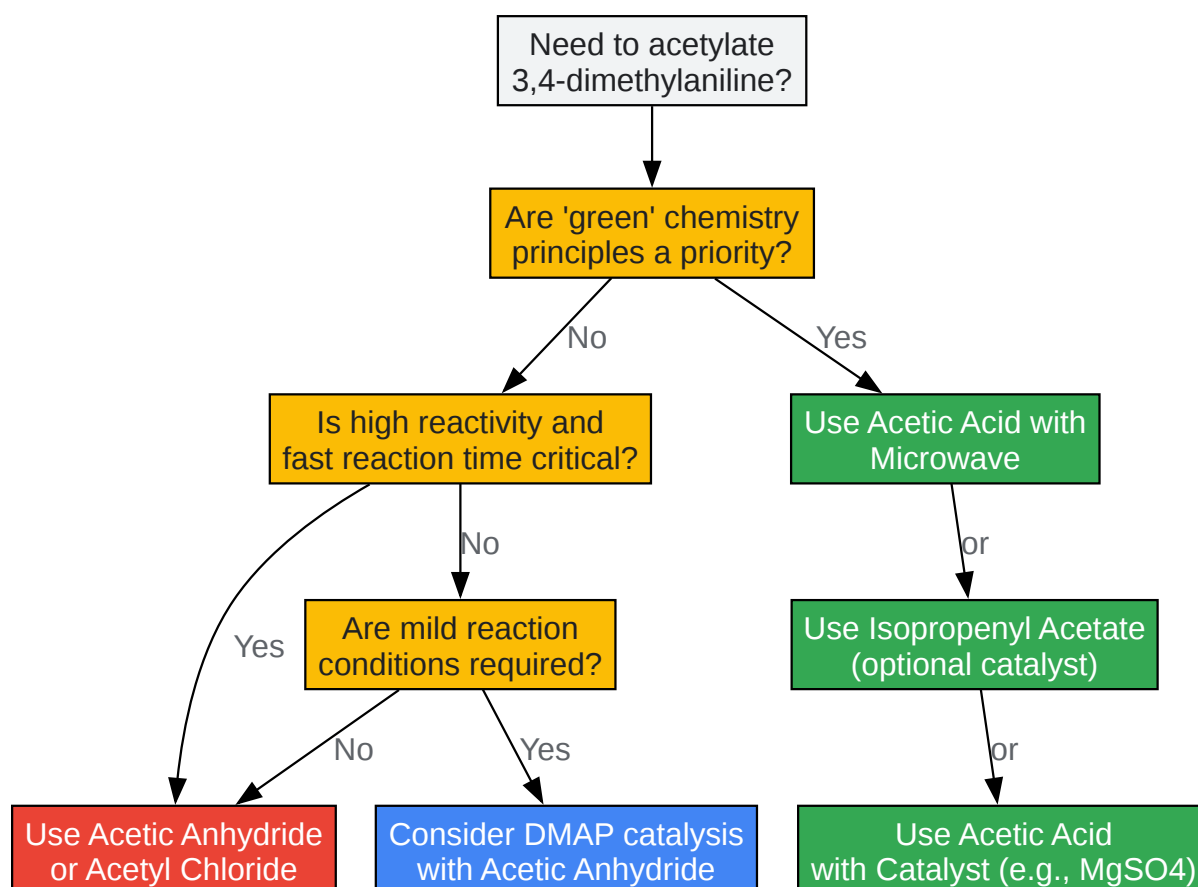 Need to acetylate
3,4-dimethylaniline?
Are 'green' chemistry
principles a priority?
No
Yes
Is high reactivity and
fast reaction time critical?
Use Acetic Acid with
Microwave
No
or
Yes
Are mild reaction
conditions required?
Use Isopropenyl Acetate
(optional catalyst)
No
Yes
or
Use Acetic Anhydride
or Acetyl Chloride
Consider DMAP catalysis
with Acetic Anhydride
Use Acetic Acid
with Catalyst (e.g., MgSO4)